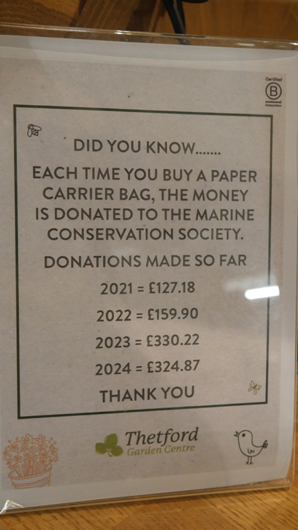 Certified
B
DID YOU KNOW.......
EACH TIME YOU BUY A PAPER
CARRIER BAG, THE MONEY
IS DONATED TO THE MARINE
CONSERVATION SOCIETY.
DONATIONS MADE SO FAR
2021 = £127.18
2022 = £159.90
2023 = £330.22
2024 = £324.87
THANK YOU
Thetford
Garden Centre